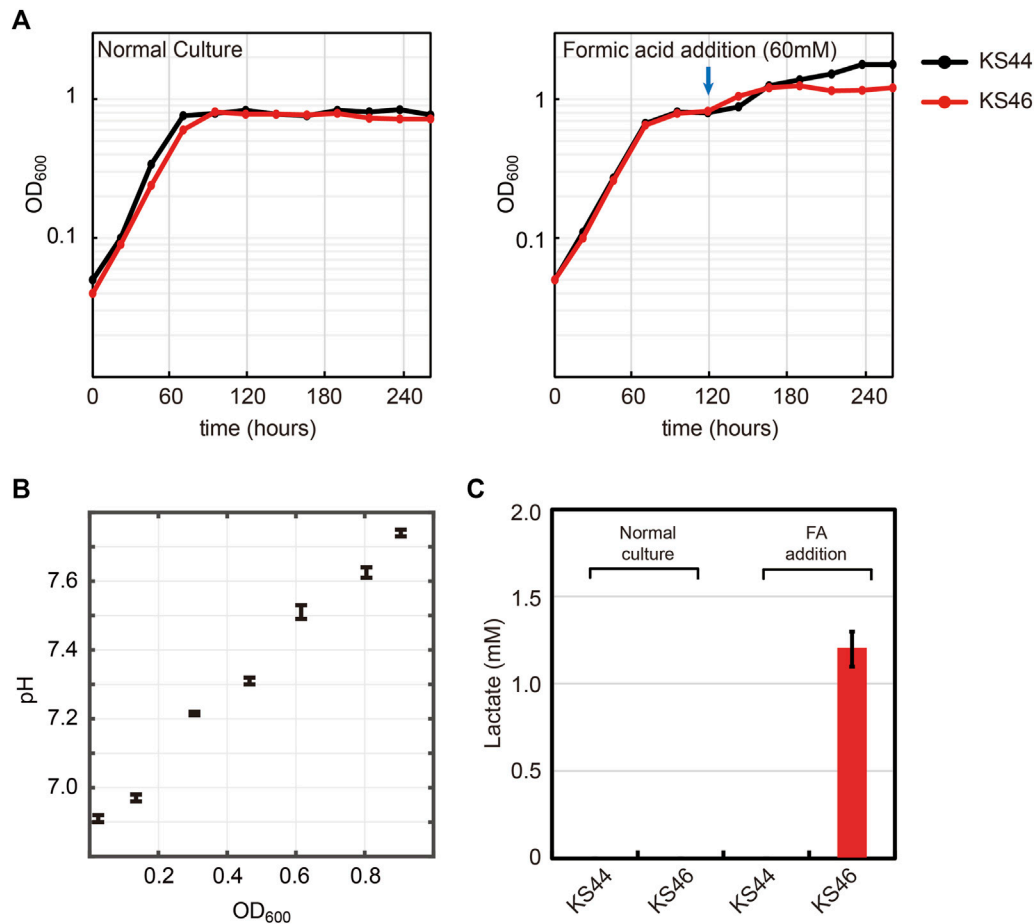 A
Normal Culture
1
0.1
OD600
0
60
120
180
240
time (hours)
Formic acid addition (60mM)
1
0.1
OD600
0
60
120
180
240
time (hours)
KS44
KS46
B
7.6
7.4
7.2
7.0
pH
0.2
0.4
0.6
0.8
OD600
C
2.0
1.5
1.0
0.5
0
Lactate (mM)
Normal
culture
FA
addition
KS44
KS46
KS44
KS46